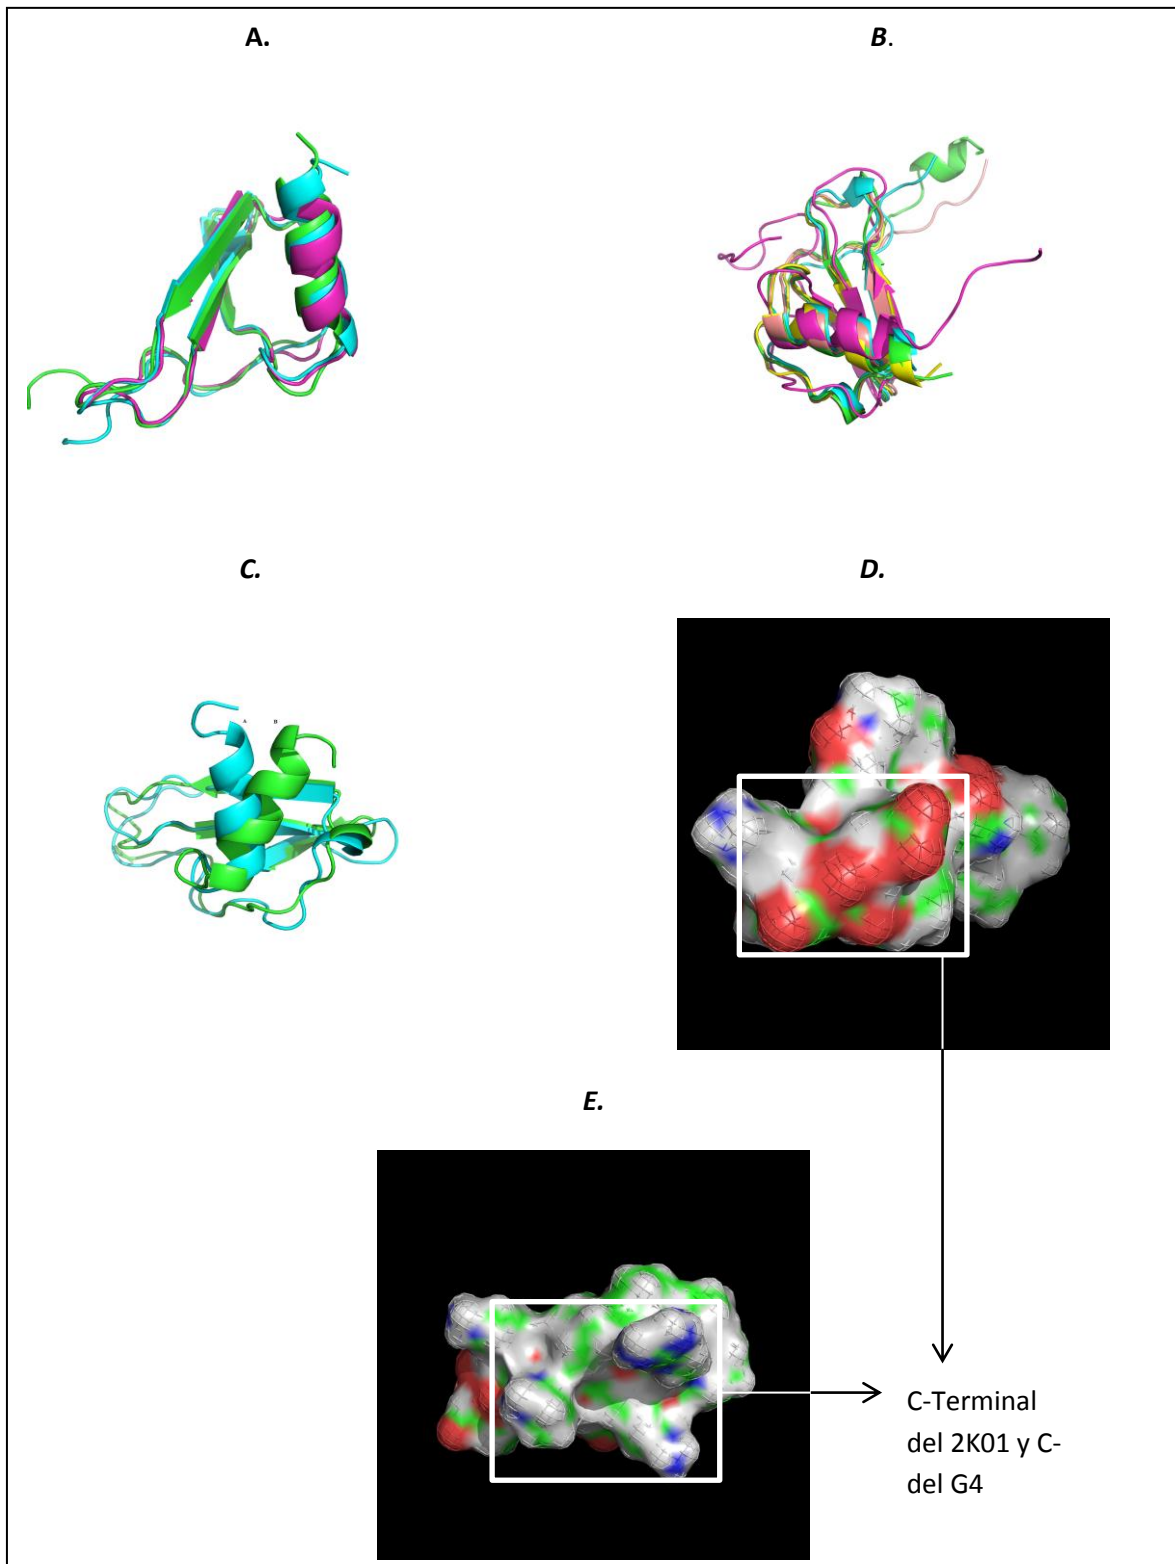 A.
B.
C.
D.
A B
E.
C-Terminal
del 2K01 y C-
del G4